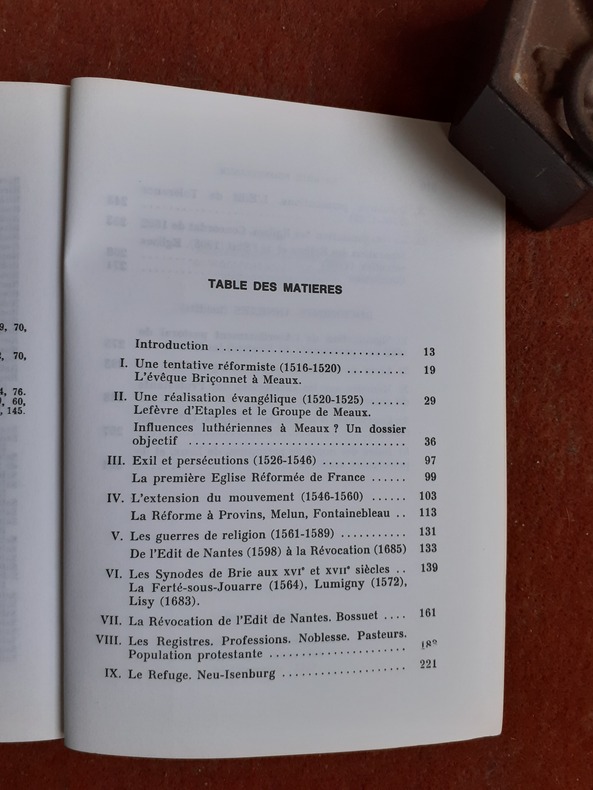 9, 70,
70,
76.
60,
145.
TABLE DES MATIERES
Introduction .............................. 13
I. Une tentative réformiste (1516-1520) .......... 19
L'évêque Briçonnet à Meaux.
II. Une réalisation évangélique (1520-1525) ...... 29
Lefèvre d'Etaples et le Groupe de Meaux.
Influences luthériennes à Meaux ? Un dossier
objectif .................................. 36
III. Exil et persécutions (1526-1546) ............. 97
La première Eglise Réformée de France ...... 99
IV. L'extension du mouvement (1546-1560) ...... 103
La Réforme à Provins, Melun, Fontainebleau .. 113
V. Les guerres de religion (1561-1589) ........... 131
De l'Edit de Nantes (1598) à la Révocation (1685) 133
VI. Les Synodes de Brie aux XVIe et XVIIe siècles .. 139
La Ferté-sous-Jouarre (1564), Lumigny (1572),
Lisy (1683).
VII. La Révocation de l'Edit de Nantes. Bossuet .... 161
VIII. Les Registres. Professions. Noblesse. Pasteurs.
Population protestante .....................
IX. Le Refuge. Neu-Isenburg .................... 221